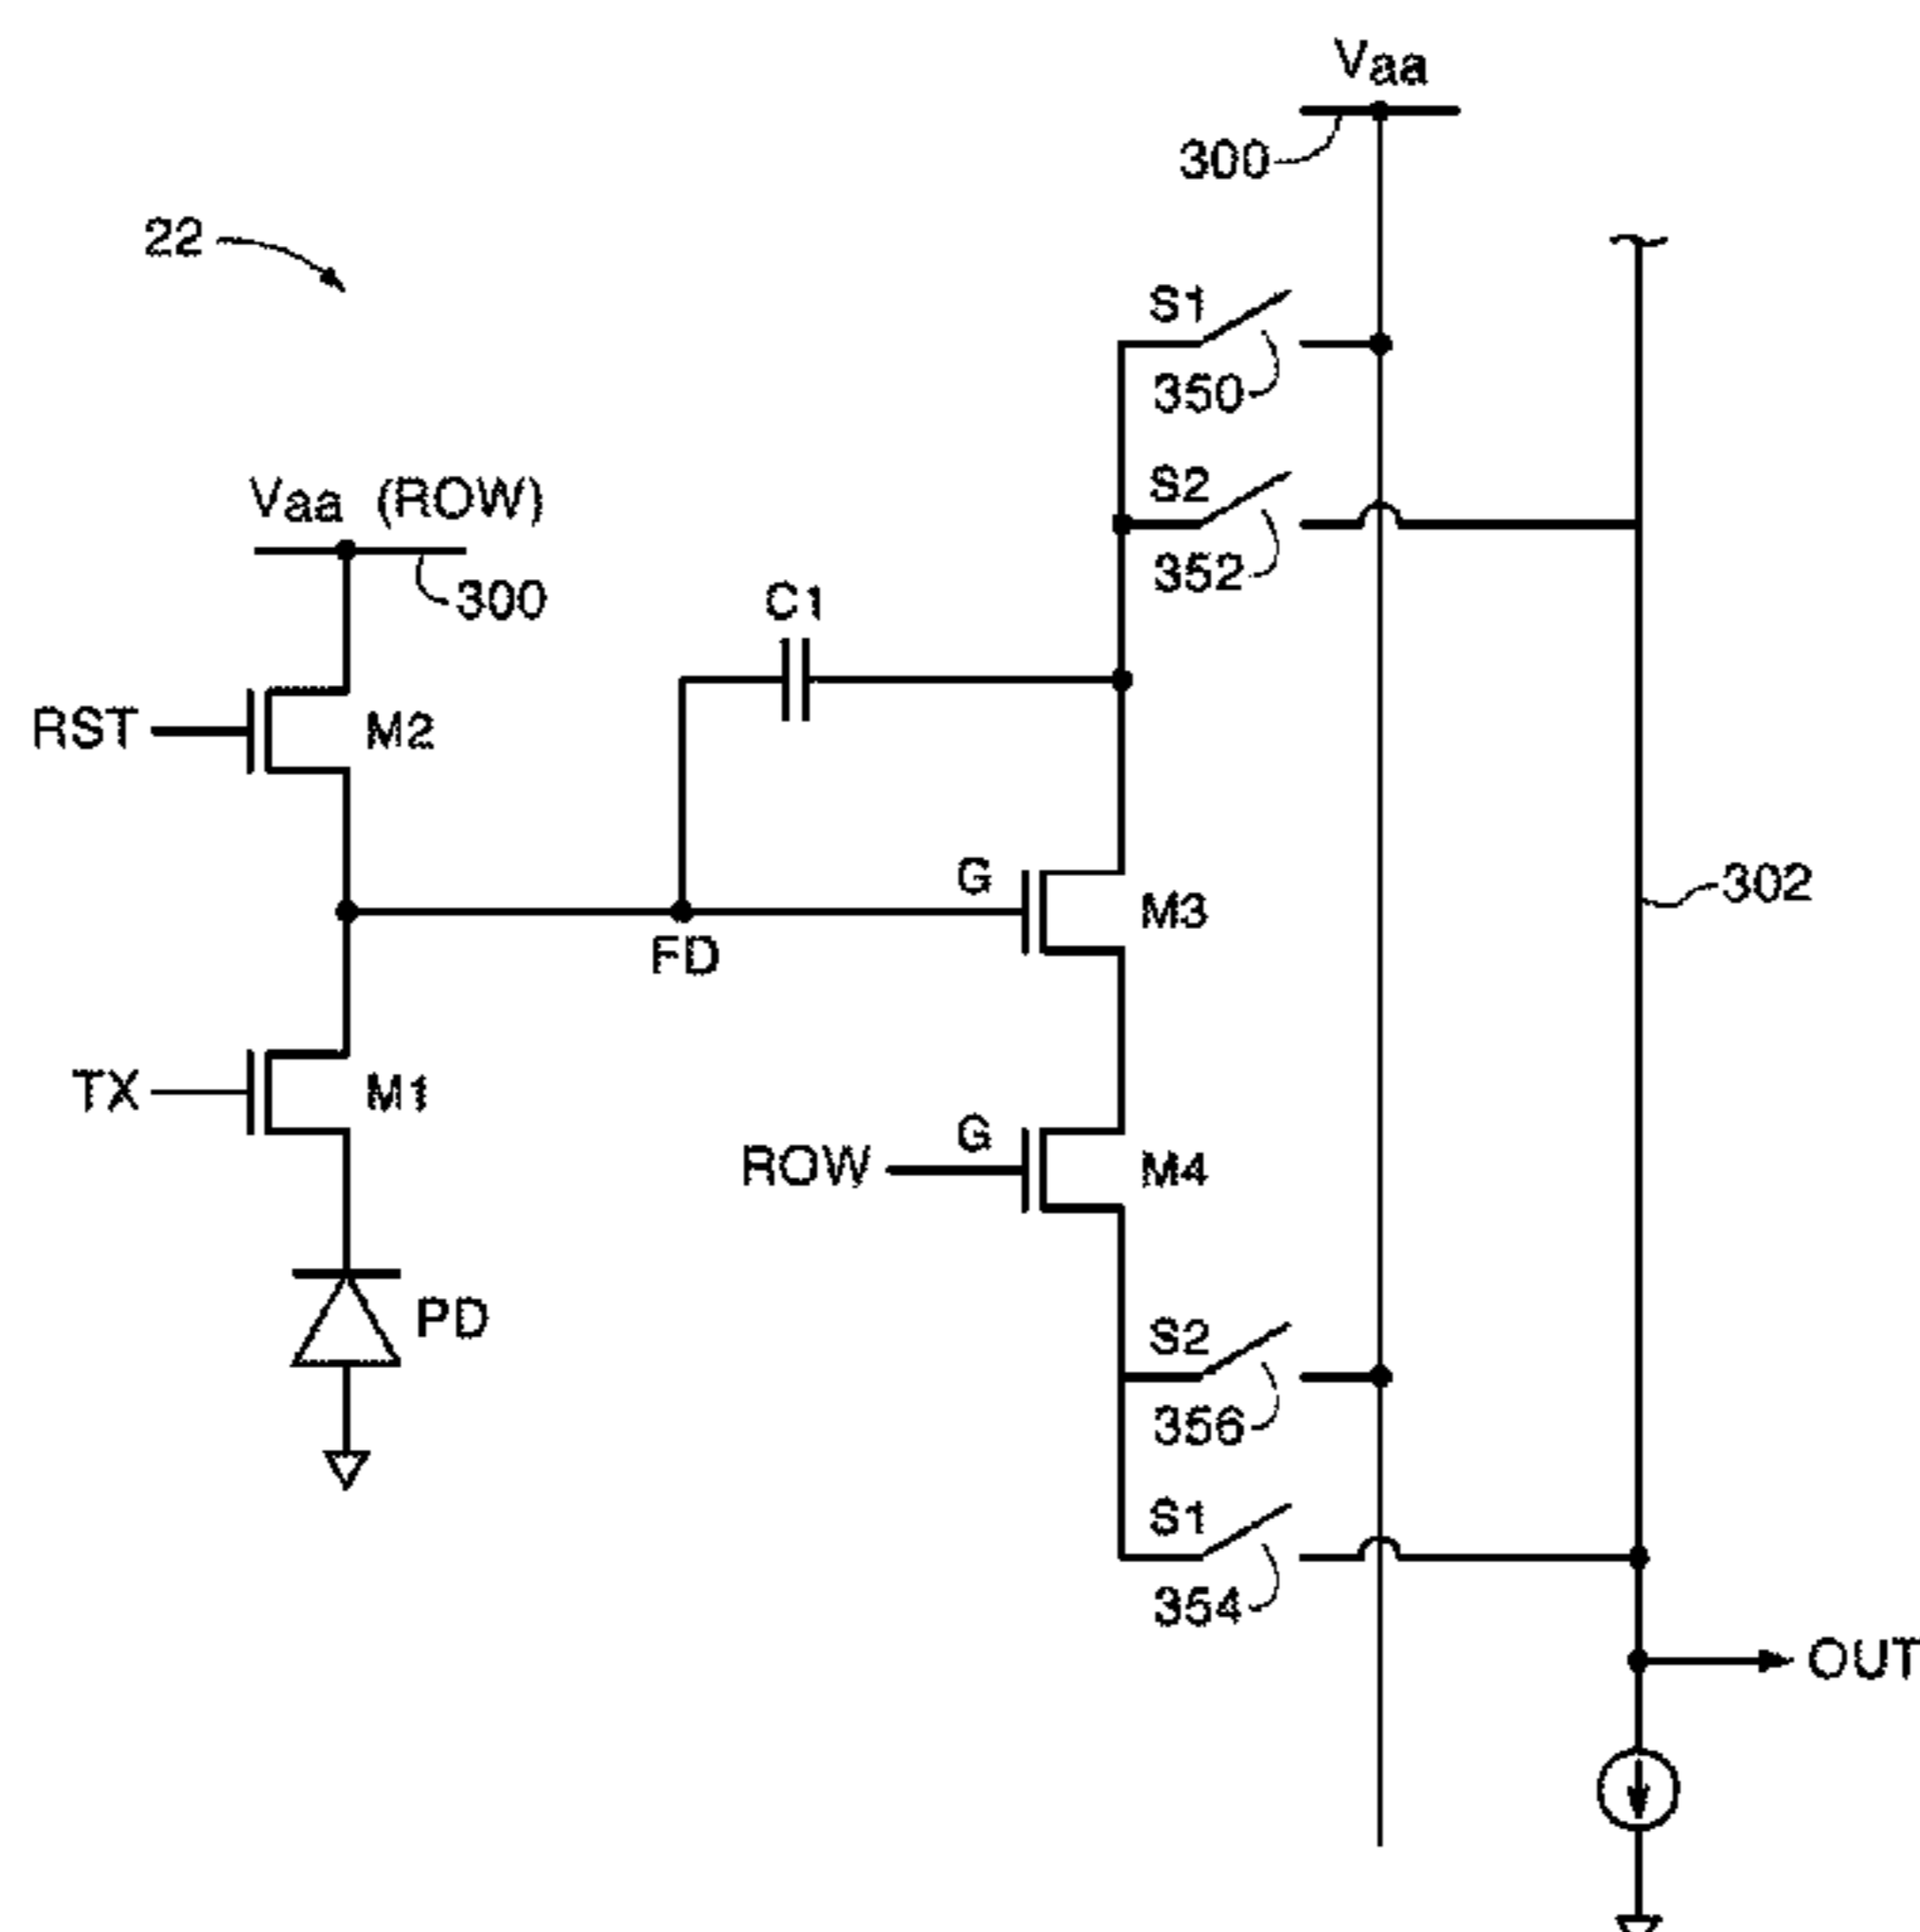 Vaa
300
22
S1
350
Vaa (ROW)
S2
352
300
C1
RST
M2
G
M3
302
FD
TX
M1
G
ROW
M4
PD
S2
356
S1
354
OUT